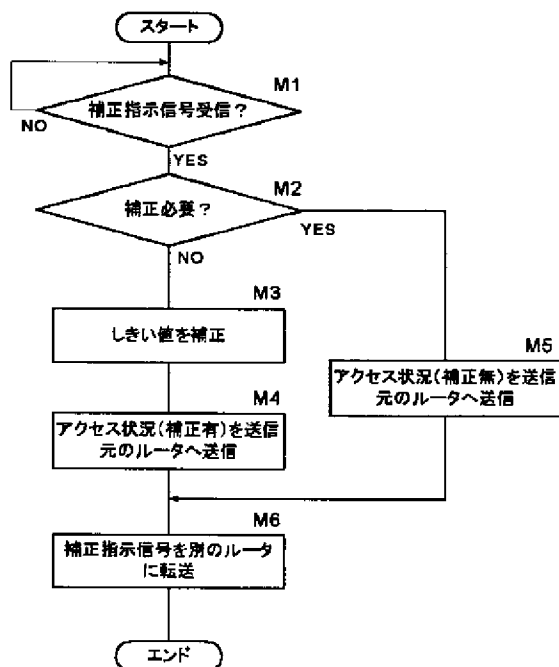 スタート
M1
補正指示信号受信？
NO
YES
M2
補正必要？
YES
NO
M3
しきい値を補正
M5
アクセス状況(補正無)を送信
元のルータへ送信
M4
アクセス状況(補正有)を送信
元のルータへ送信
M6
補正指示信号を別のルータ
に転送
エンド